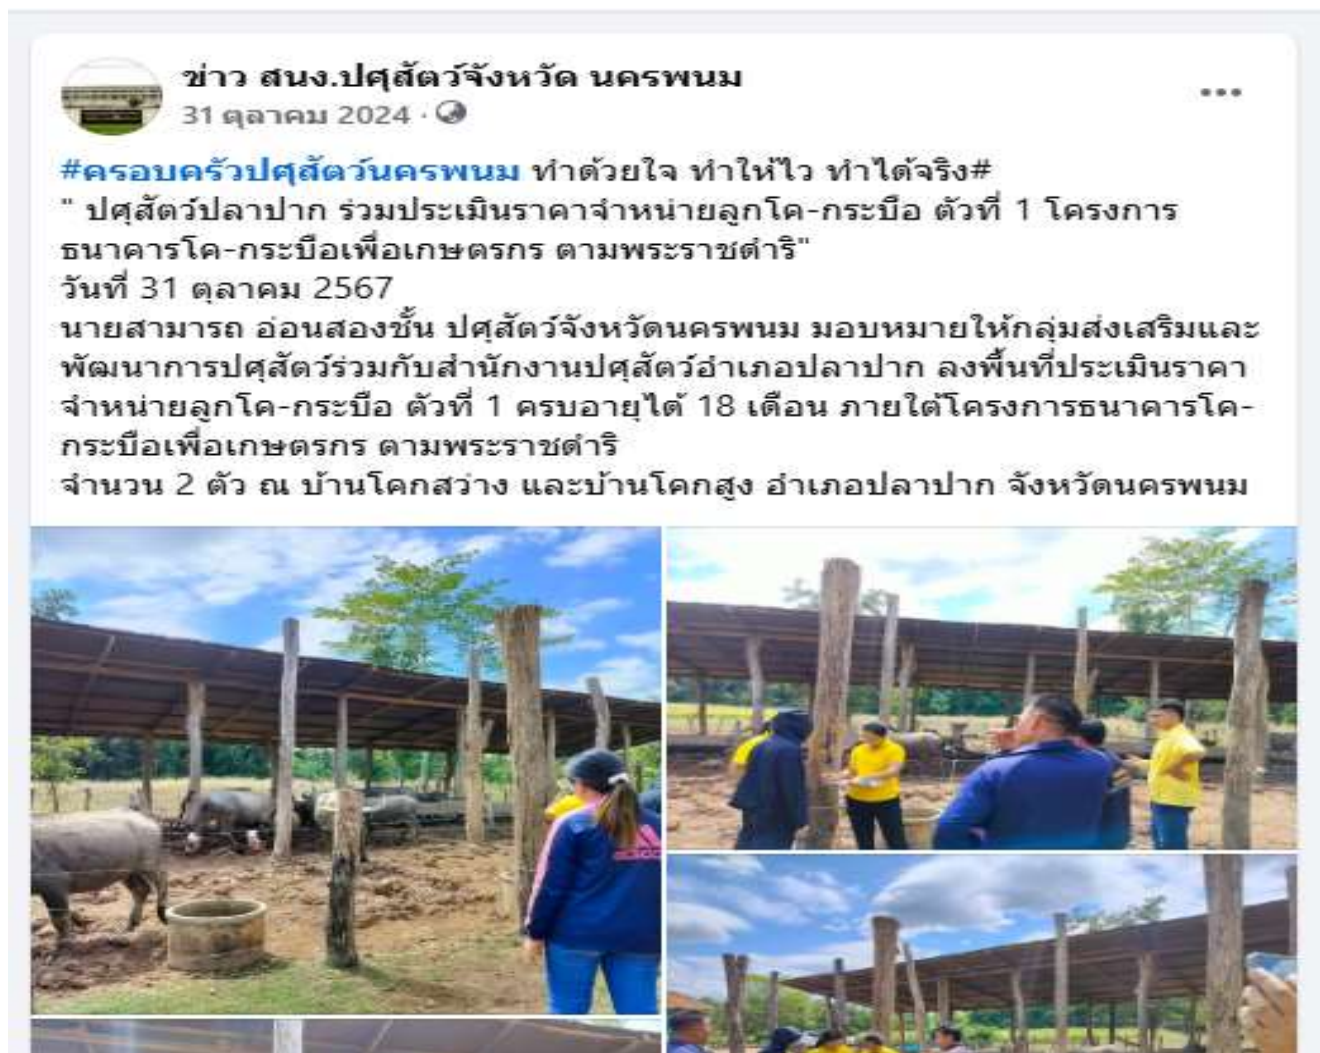 ข่าว สนง.ปศุสัตว์จังหวัด นครพนม
31 ตุลาคม 2024 ·
#ครอบครัวปศุสัตว์นครพนม ทำด้วยใจ ทำให้ไว ทำได้จริง#
" ปศุสัตว์ปลาปาก ร่วมประเมินราคาจำหน่ายลูกโค-กระบือ ตัวที่ 1 โครงการ
ธนาคารโค-กระบือเพื่อเกษตรกร ตามพระราชดำริ"
วันที่ 31 ตุลาคม 2567
นายสามารถ อ่อนสองชั้น ปศุสัตว์จังหวัดนครพนม มอบหมายให้กลุ่มส่งเสริมและ
พัฒนาการปศุสัตว์ร่วมกับสำนักงานปศุสัตว์อำเภอปลาปาก ลงพื้นที่ประเมินราคา
จำหน่ายลูกโค-กระบือ ตัวที่ 1 ครบอายุได้ 18 เดือน ภายใต้โครงการธนาคารโค-
กระบือเพื่อเกษตรกร ตามพระราชดำริ
จำนวน 2 ตัว ณ บ้านโคกสว่าง และบ้านโคกสูง อำเภอปลาปาก จังหวัดนครพนม